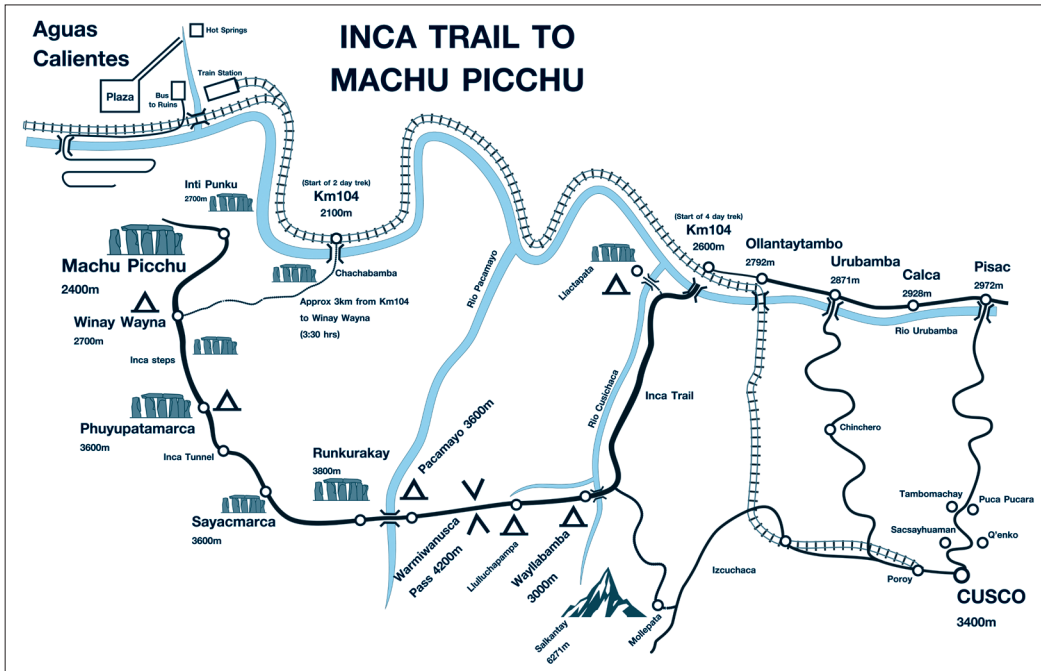 Aguas
Calientes
Hot Springs
Train Station
Plaza
Bus
to Ruins
INCA TRAIL TO
MACHU PICCHU
Inti Punku
2700m
(Start of 2 day trek)
Km104
2100m
Chachabamba
Approx 3km from Km104
to Winay Wayna
(3:30 hrs)
Machu Picchu
2400m
Winay Wayna
2700m
Inca steps
Phuyupatamarca
3600m
Inca Tunnel
Sayacmarca
3600m
Runkurakay
3800m
Rio Pacamayo
Pacamayo 3600m
Warmiwanusca
Pass 4200m
Llulluchapampa
Wayllabamba
3000m
Rio Cusichaca
Inca Trail
Llactapata
(Start of 4 day trek)
Km104
2600m
Ollantaytambo
2792m
Urubamba
2871m
Calca
2928m
Pisac
2972m
Rio Urubamba
Chinchero
Tambomachay
Puca Pucara
Sacsayhuaman
Q'enko
Izcuchaca
Poroy
CUSCO
3400m
Mollepata
Salkantay
6271m